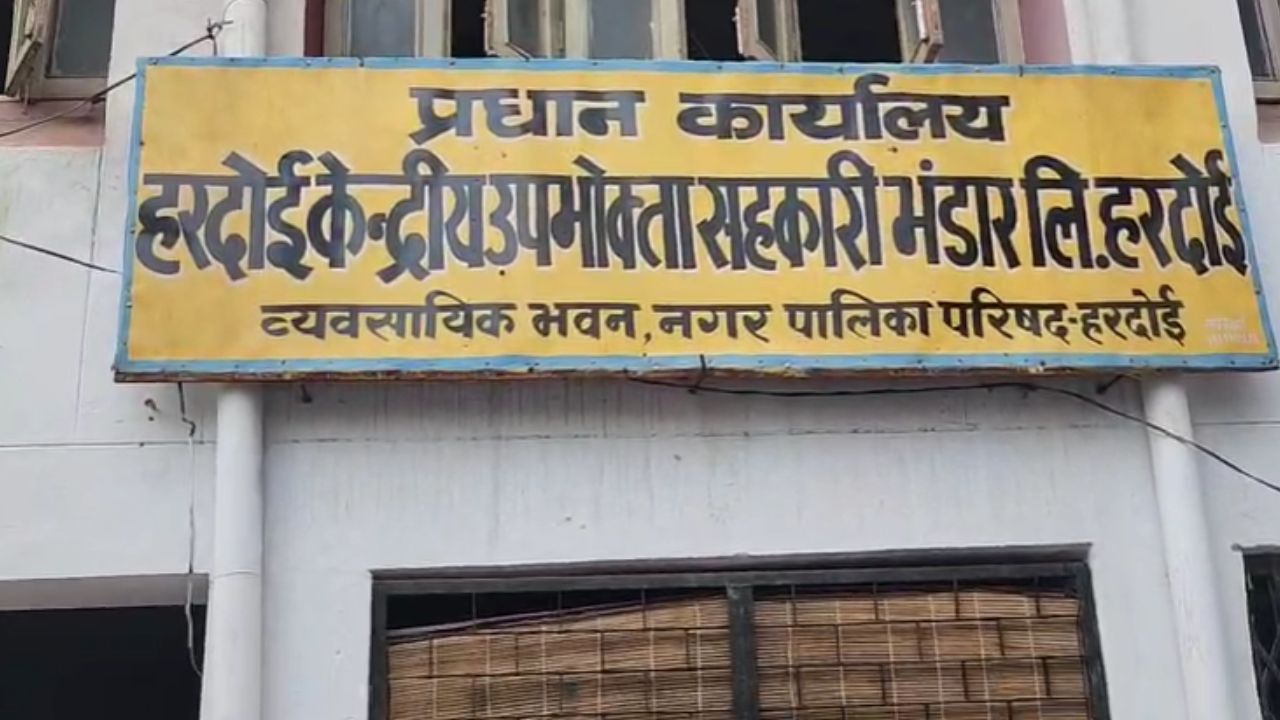 प्रधान कार्यालय
हरदोई केन्द्रीय उपभोक्ता सहकारी भंडार लि. हरदोई
व्यवसायिक भवन, नगर पालिका परिषद-हरदोई